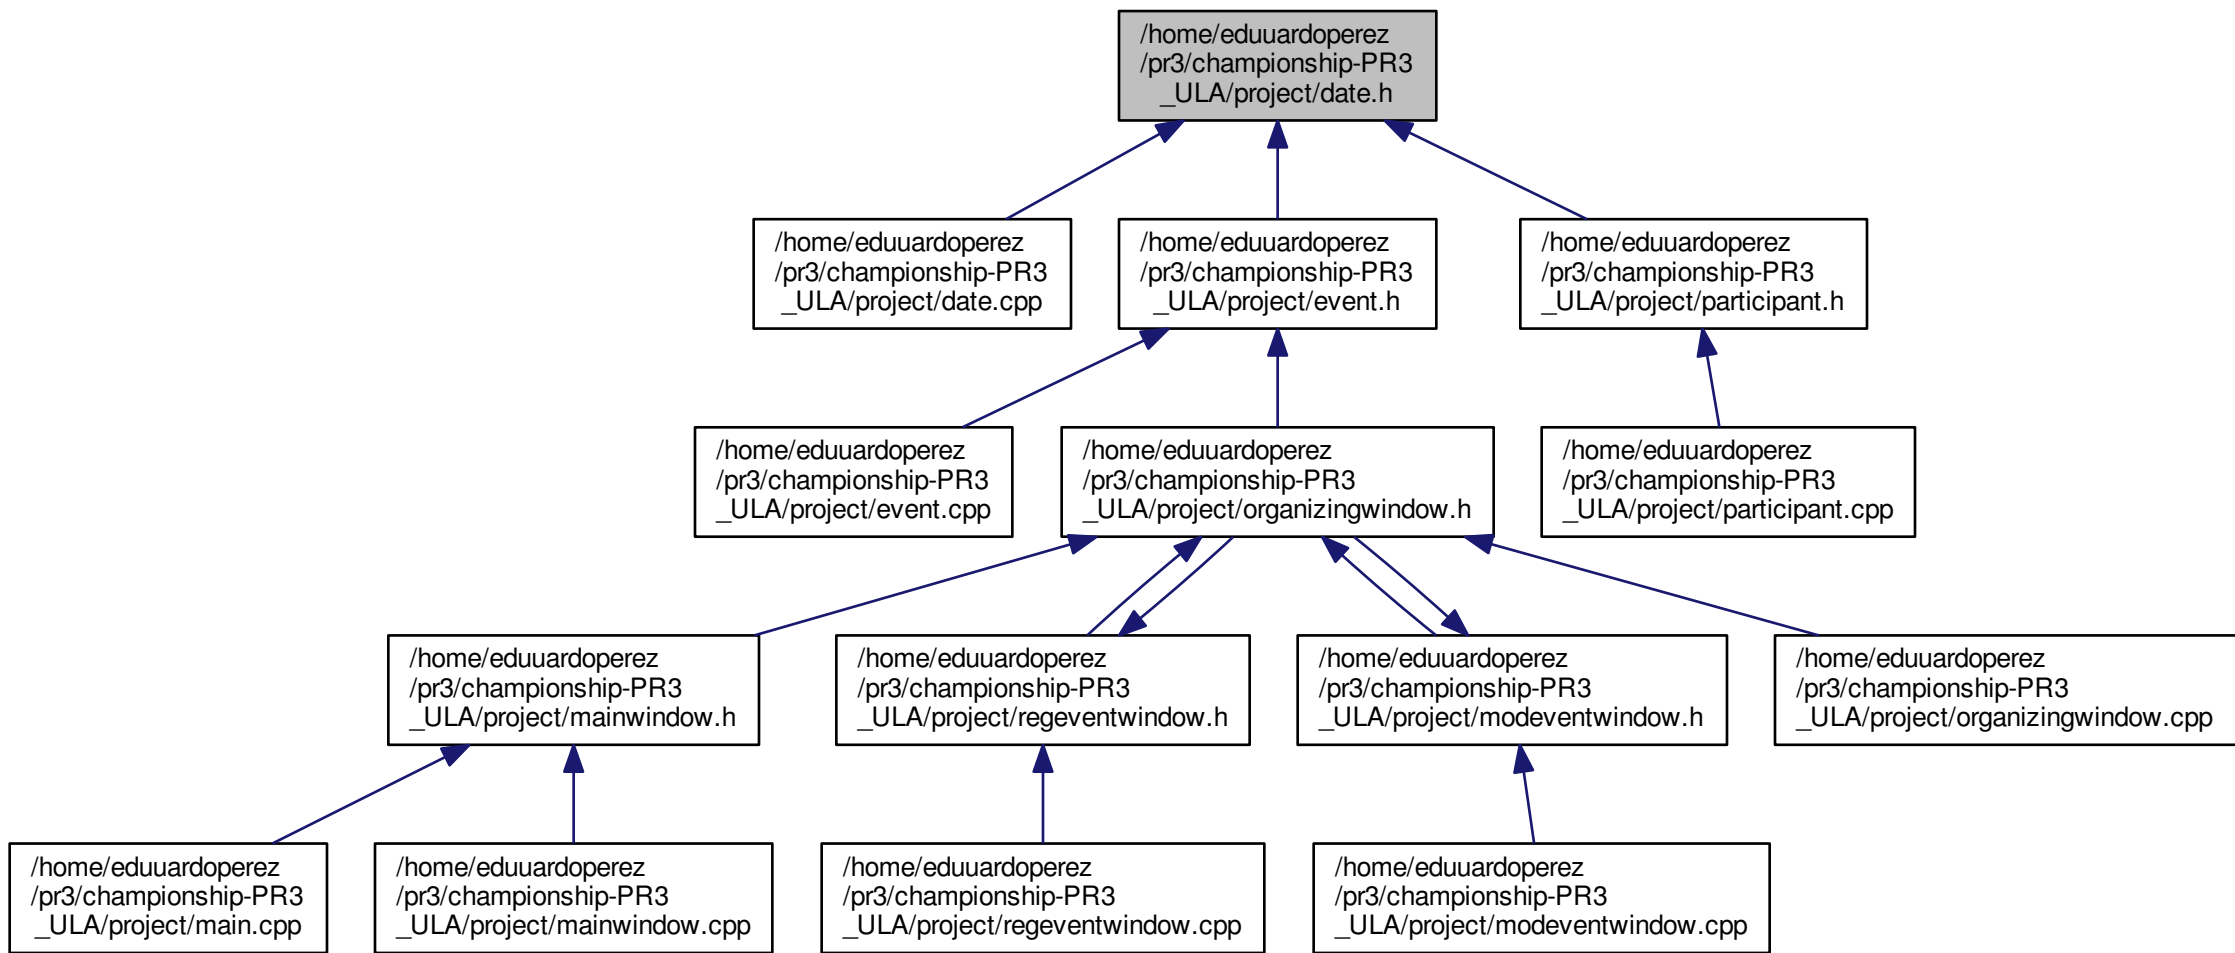 /home/eduuardoperez
/pr3/championship-PR3
_ULA/project/date.h
/home/eduuardoperez
/pr3/championship-PR3
_ULA/project/date.cpp
/home/eduuardoperez
/pr3/championship-PR3
_ULA/project/event.h
/home/eduuardoperez
/pr3/championship-PR3
_ULA/project/participant.h
/home/eduuardoperez
/pr3/championship-PR3
_ULA/project/event.cpp
/home/eduuardoperez
/pr3/championship-PR3
_ULA/project/organizingwindow.h
/home/eduuardoperez
/pr3/championship-PR3
_ULA/project/participant.cpp
/home/eduuardoperez
/pr3/championship-PR3
_ULA/project/mainwindow.h
/home/eduuardoperez
/pr3/championship-PR3
_ULA/project/regeventwindow.h
/home/eduuardoperez
/pr3/championship-PR3
_ULA/project/modeventwindow.h
/home/eduuardoperez
/pr3/championship-PR3
_ULA/project/organizingwindow.cpp
/home/eduuardoperez
/pr3/championship-PR3
_ULA/project/main.cpp
/home/eduuardoperez
/pr3/championship-PR3
_ULA/project/mainwindow.cpp
/home/eduuardoperez
/pr3/championship-PR3
_ULA/project/regeventwindow.cpp
/home/eduuardoperez
/pr3/championship-PR3
_ULA/project/modeventwindow.cpp